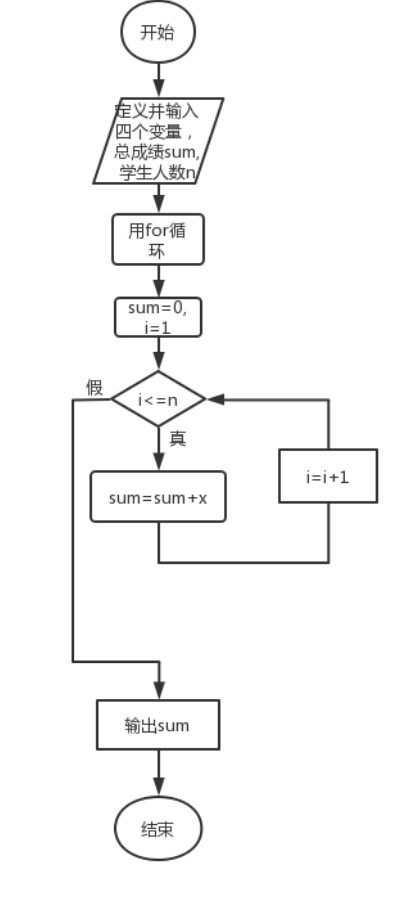 开始
定义并输入
四个变量，
总成绩sum,
学生人数n
用for循
环
sum=0,
i=1
假
i<=n
真
i=i+1
sum=sum+x
输出sum
结束